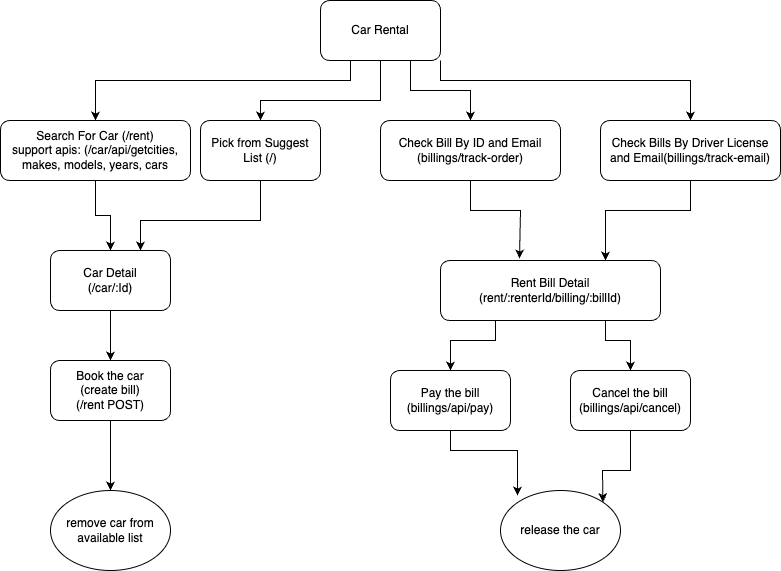 Car Rental
Search For Car (/rent)
support apis: (/car/api/getcities,
makes, models, years, cars
Pick from Suggest
List (/)
Check Bill By ID and Email
(billings/track-order)
Check Bills By Driver License
and Email(billings/track-email)
Car Detail
(/car/:Id)
Rent Bill Detail
(rent/:renterId/billing/:billId)
Book the car
(create bill)
(/rent POST)
Pay the bill
(billings/api/pay)
Cancel the bill
(billings/api/cancel)
remove car from
available list
release the car